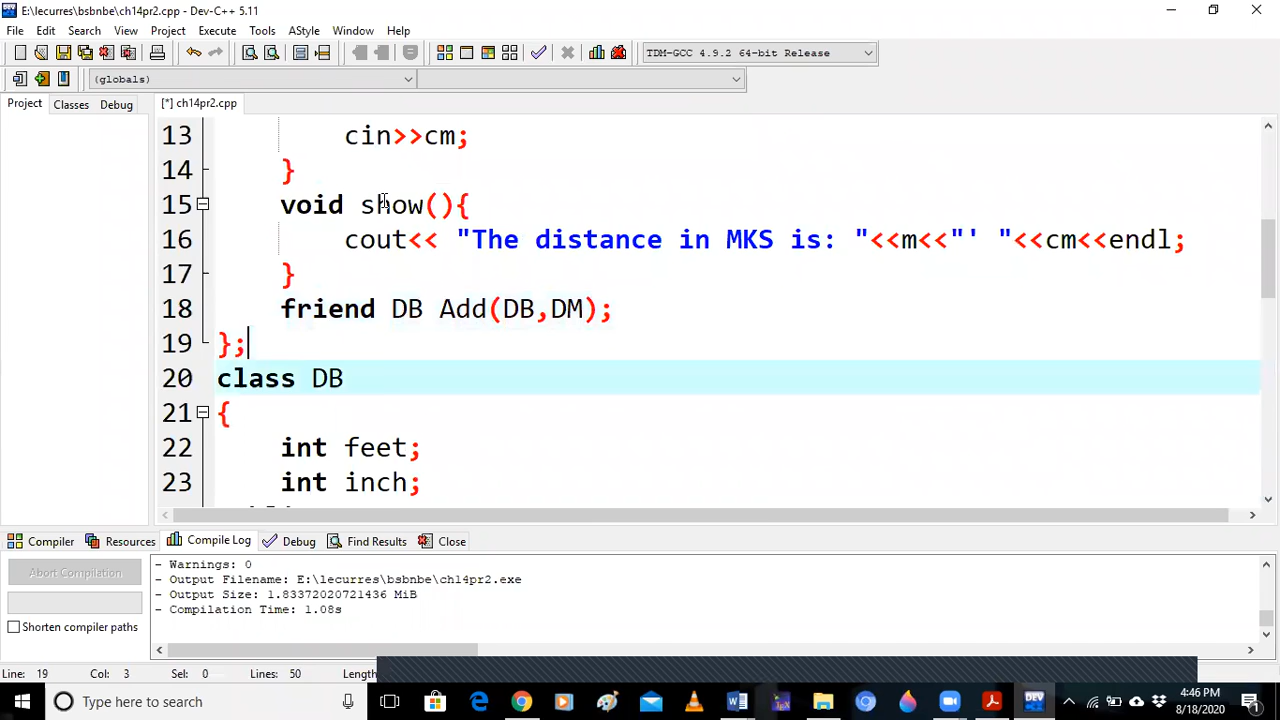 E:\lecurres\bsbnbe\ch14pr2.cpp - Dev-C++ 5.11
File Edit Search View Project Execute Tools AStyle Window Help
TDM-GCC 4.9.2 64-bit Release
(globals)
Project Classes Debug [*] ch14pr2.cpp
13 cin>>cm;
14 }
15 void show(){
16 cout<< "The distance in MKS is: "<<m<<"' "<<cm<<endl;
17 }
18 friend DB Add(DB,DM);
19 };
20 class DB
21 {
22 int feet;
23 int inch;
Compiler Resources Compile Log Debug Find Results Close
Abort Compilation
Shorten compiler paths
- Warnings: 0
- Output Filename: E:\lecurres\bsbnbe\ch14pr2.exe
- Output Size: 1.83372020721436 MiB
- Compilation Time: 1.08s
Line: 19 Col: 3 Sel: 0 Lines: 50 Length
Type here to search
4:46 PM
8/18/2020